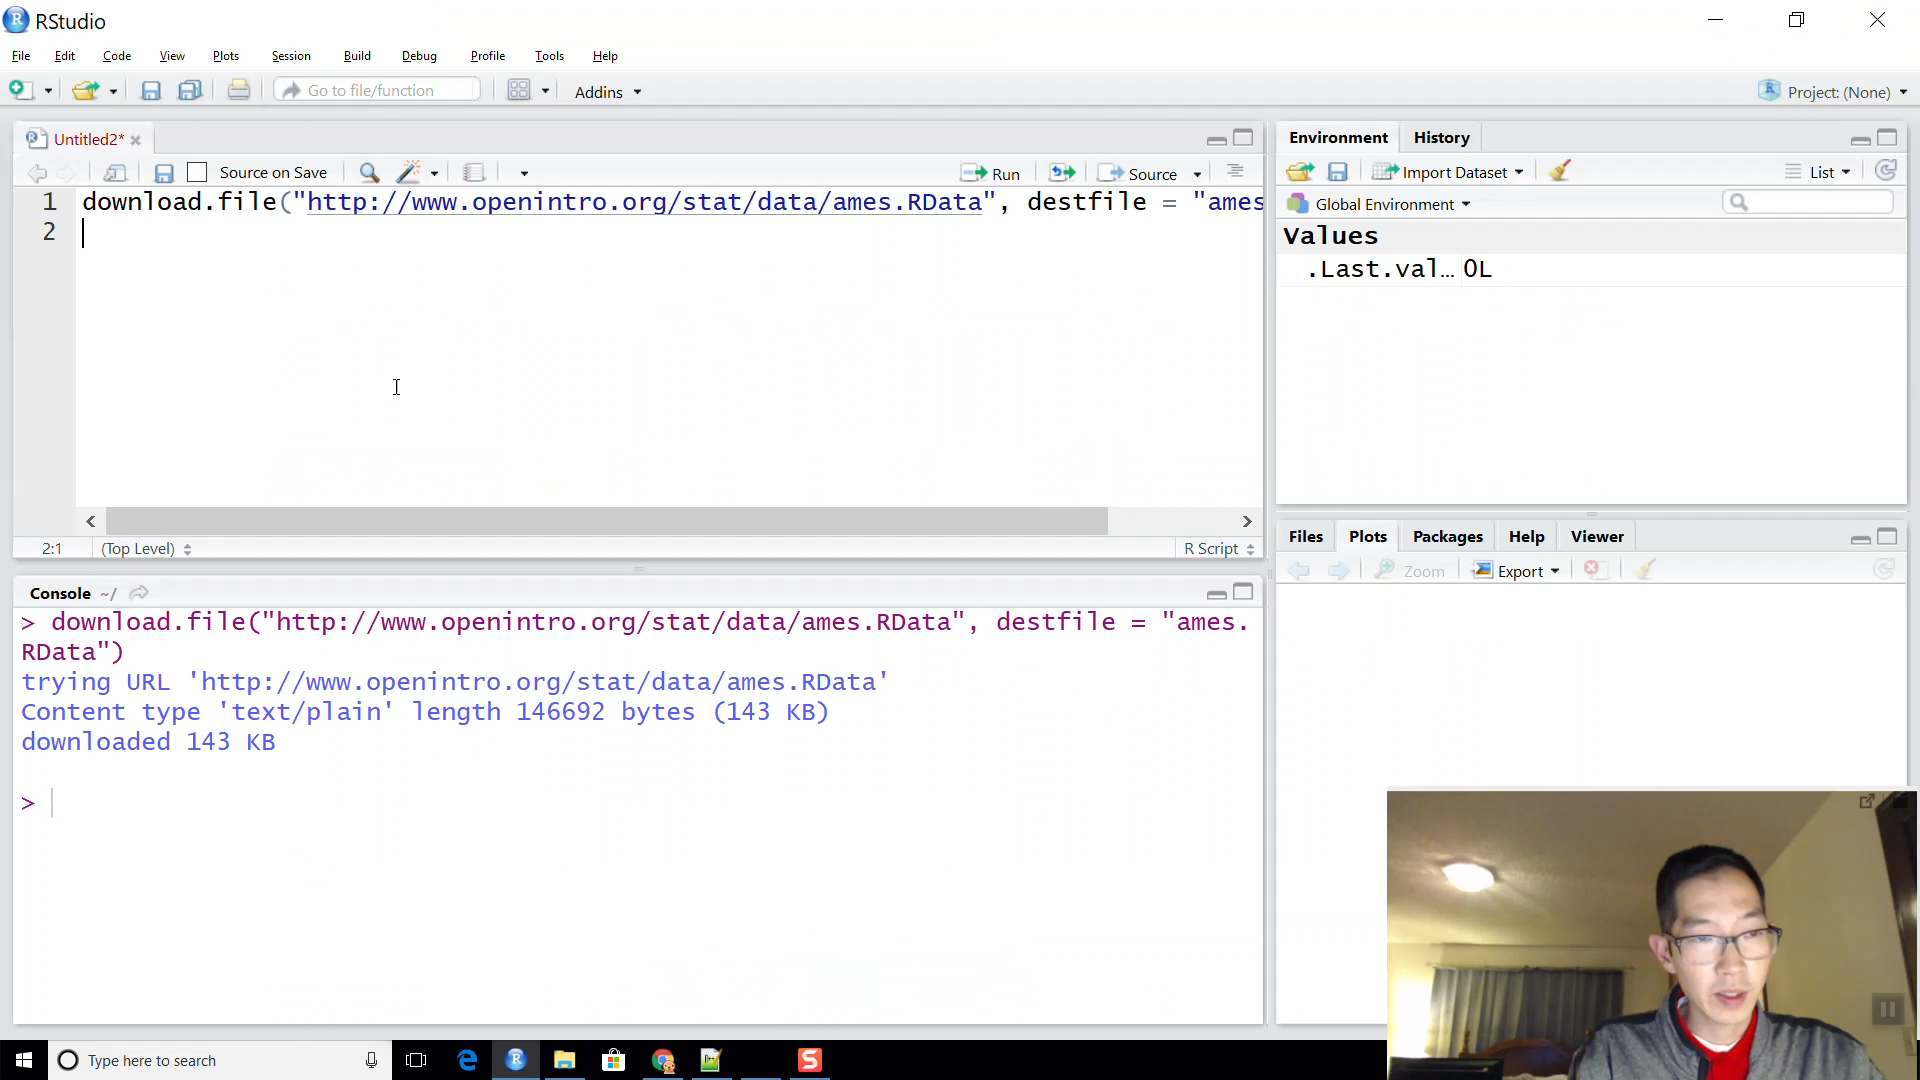 RStudio
File Edit Code View Plots Session Build Debug Profile Tools Help
Go to file/function Addins Project: (None)
Untitled2*
Source on Save Run Source
1 download.file("http://www.openintro.org/stat/data/ames.RData", destfile = "ames
2
2:1 (Top Level) R Script
Console ~/
> download.file("http://www.openintro.org/stat/data/ames.RData", destfile = "ames.
RData")
trying URL 'http://www.openintro.org/stat/data/ames.RData'
Content type 'text/plain' length 146692 bytes (143 KB)
downloaded 143 KB
>
Environment History
Import Dataset List
Global Environment
Values
.Last.val… 0L
Files Plots Packages Help Viewer
Zoom Export
Type here to search